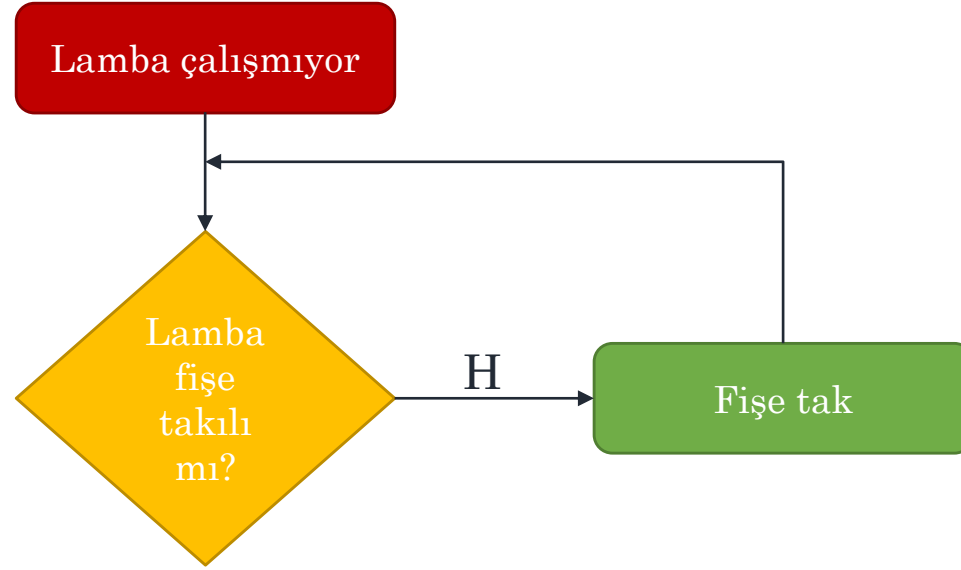 Lamba çalışmıyor
Lamba
fişe
takılı
mı?
H
Fişe tak